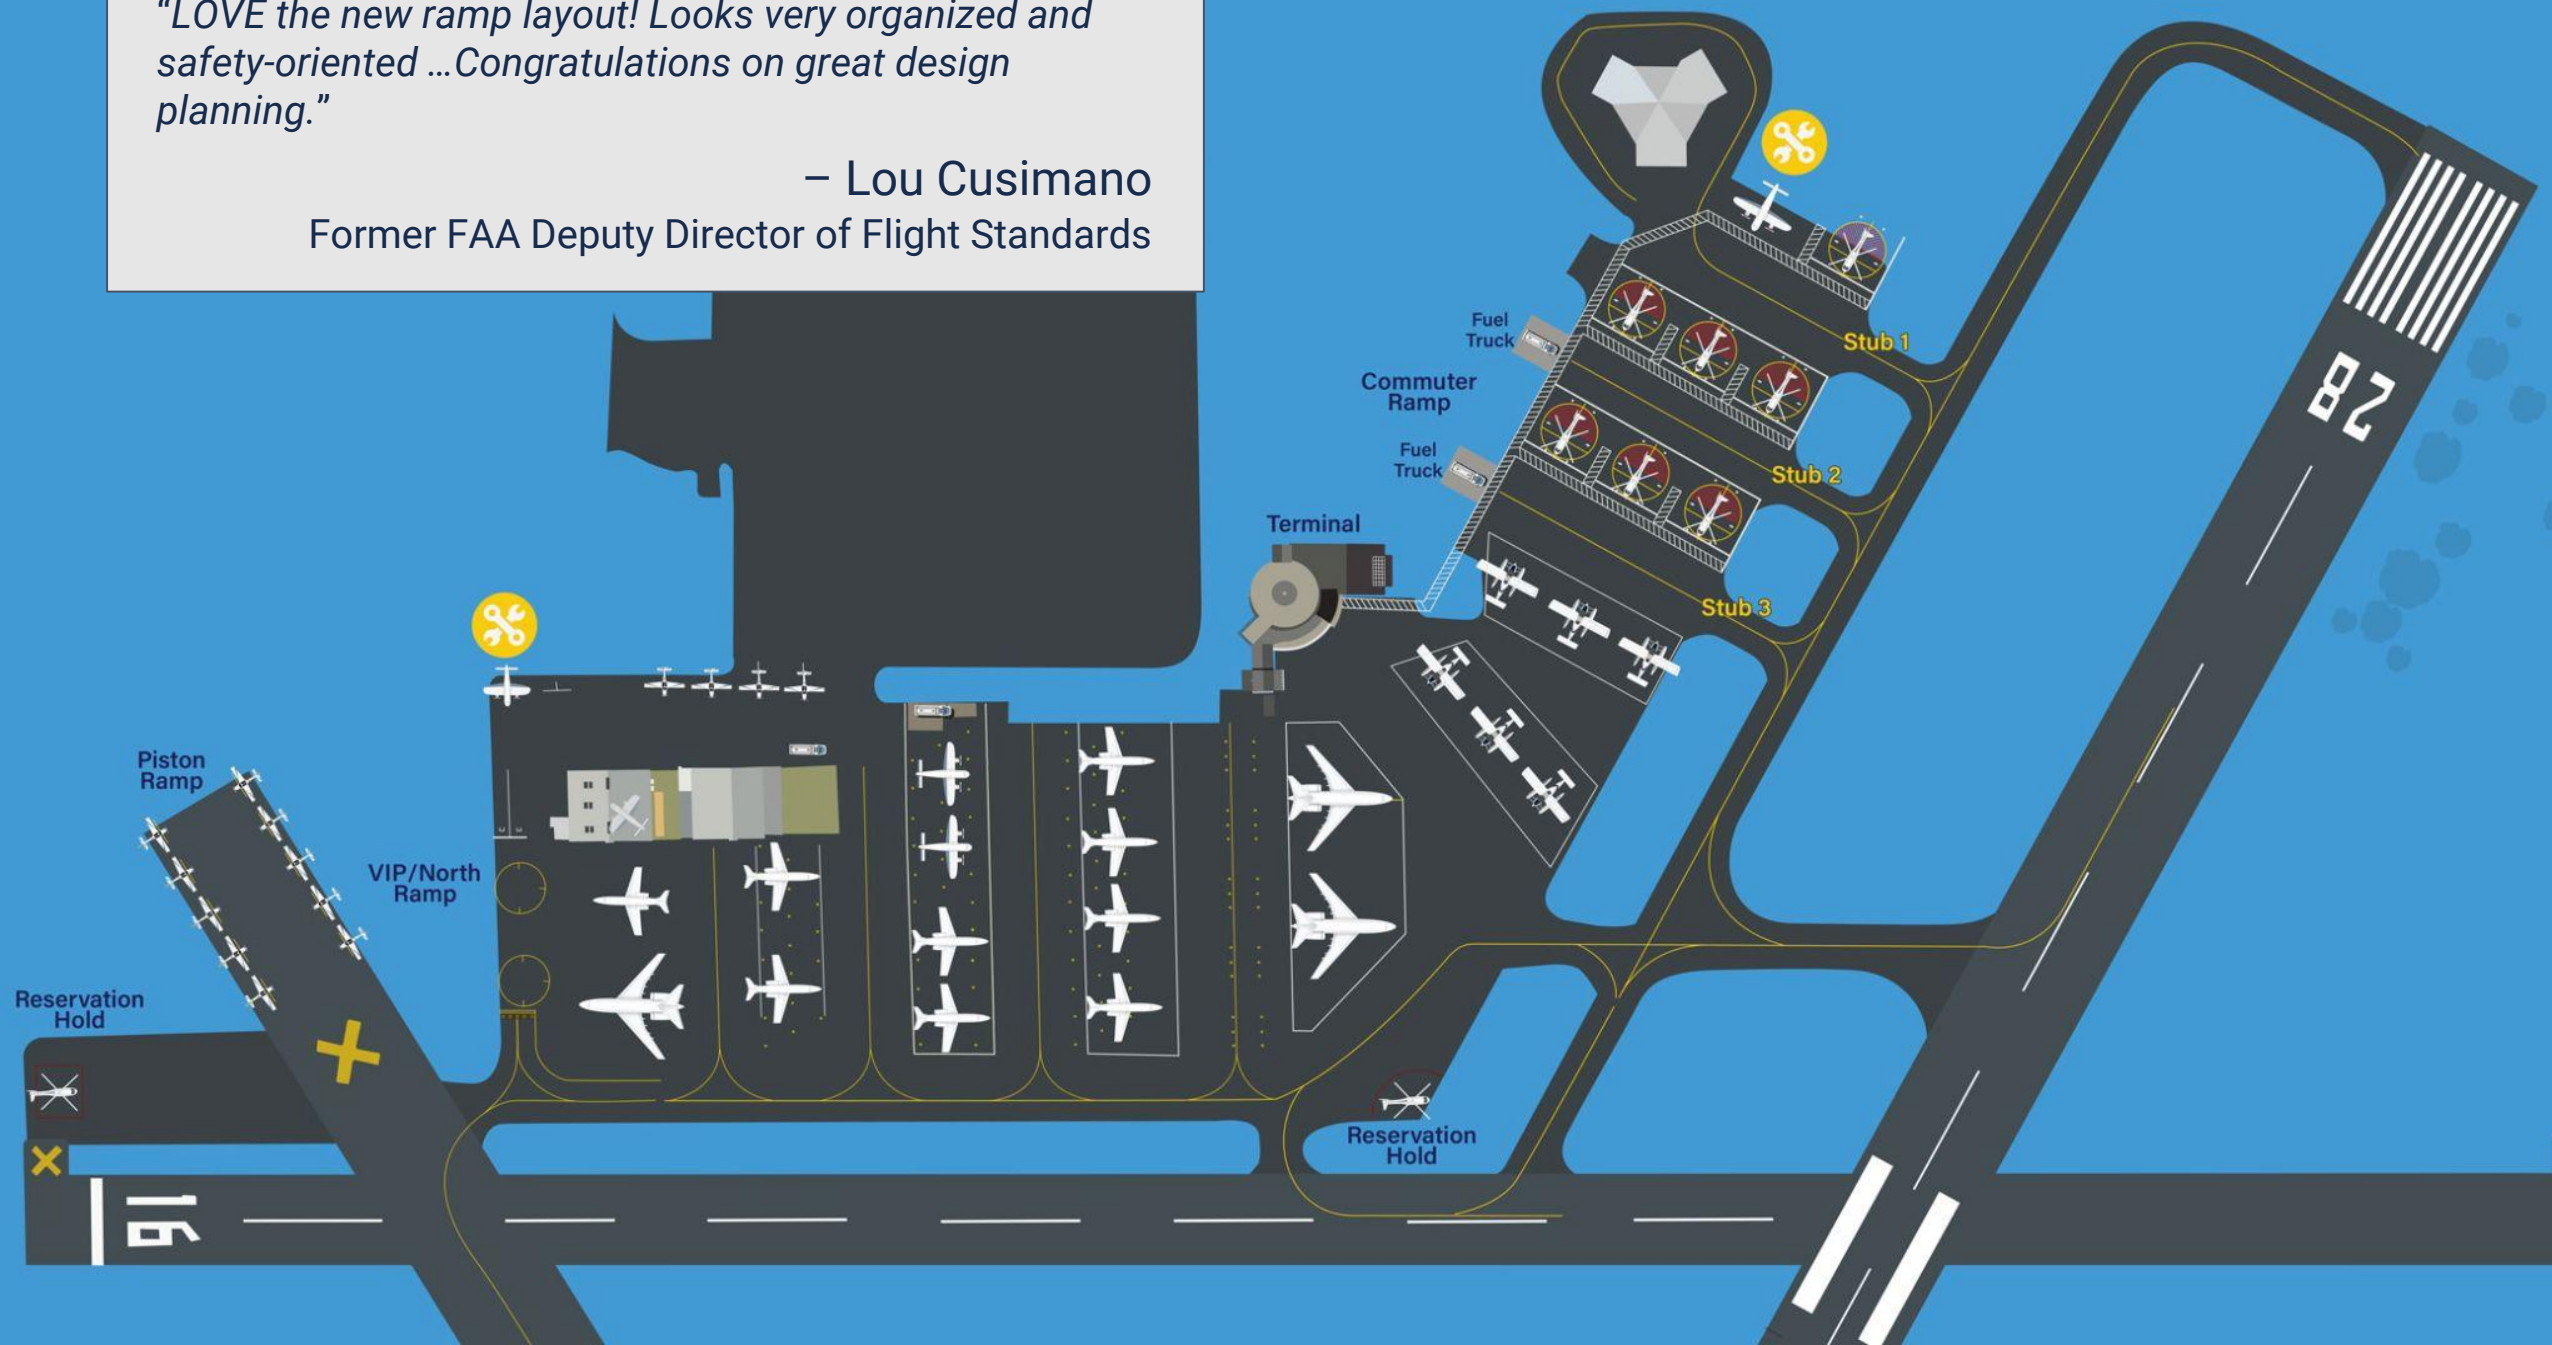 “LOVE the new ramp layout! Looks very organized and
safety-oriented ...Congratulations on great design
planning.”
– Lou Cusimano
Former FAA Deputy Director of Flight Standards
Stub 1
Fuel
Truck
Commuter
Ramp
28
Fuel
Truck
Stub 2
Terminal
Stub 3
Piston
Ramp
VIP/North
Ramp
Reservation
Hold
Reservation
Hold
16